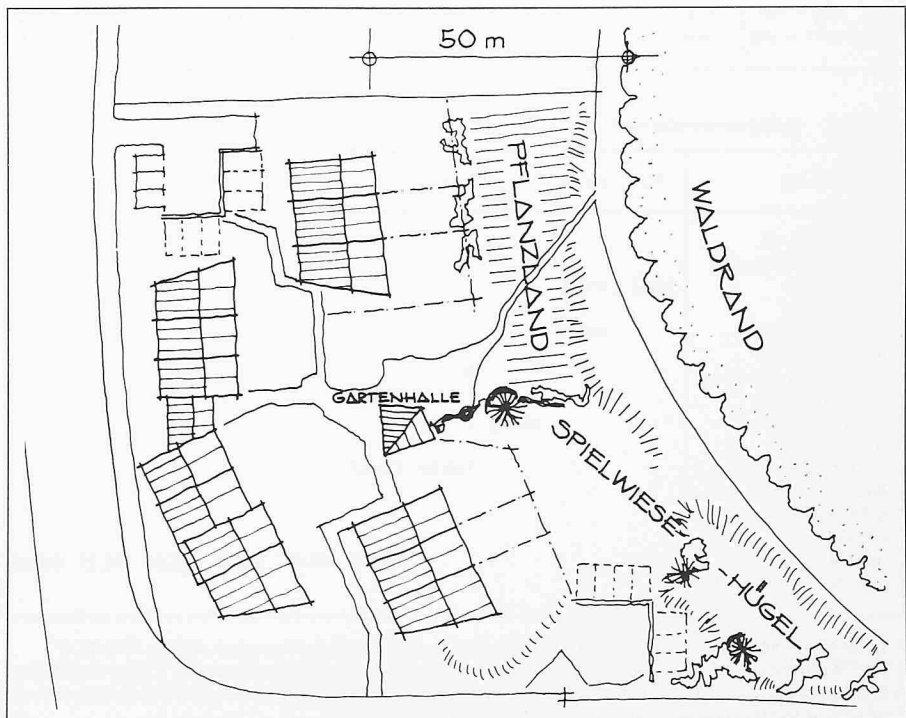 50 m
PFLANZLAND
WALDRAND
GARTENHALLE
SPIELWIESE
-HÜGEL